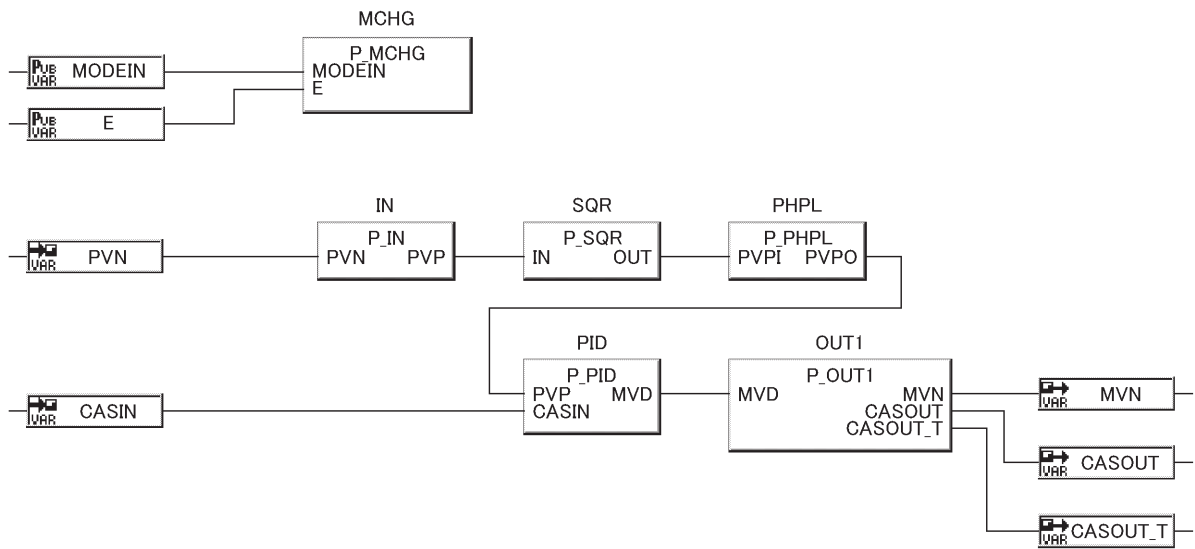 MCHG
P_MCHG
PUB VAR MODEIN
MODEIN
E
PUB VAR E
IN
SQR
PHPL
P_IN
P_SQR
P_PHPL
VAR PVN
PVN PVP
IN OUT
PVPI PVPO
PID
OUT1
P_PID
P_OUT1
PVP MVD
MVD MVN
VAR MVN
VAR CASIN
CASIN
CASOUT
CASOUT_T
VAR CASOUT
VAR CASOUT_T